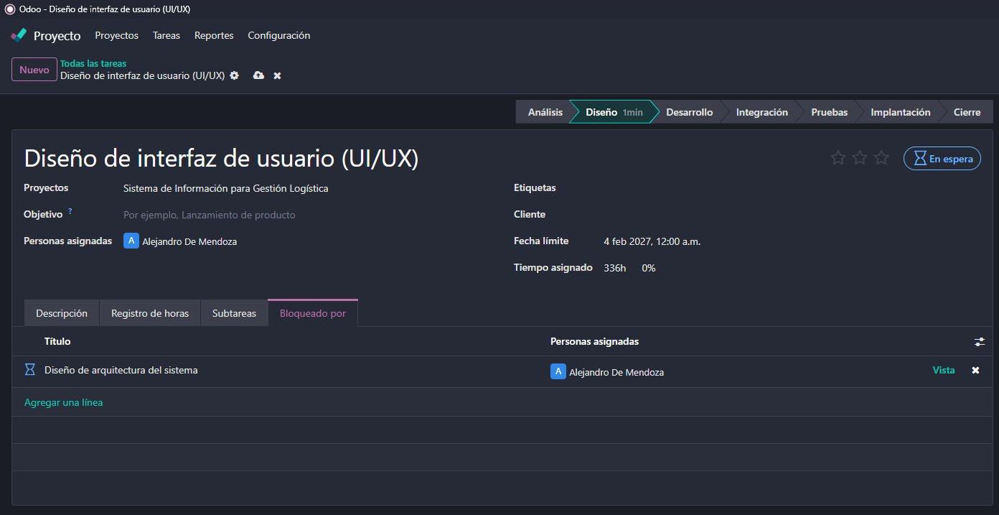 Odoo - Diseño de interfaz de usuario (UI/UX)
Proyecto Proyectos Tareas Reportes Configuración
Nuevo
Todas las tareas
Diseño de interfaz de usuario (UI/UX)
Análisis Diseño 1min Desarrollo Integración Pruebas Implantación Cierre
Diseño de interfaz de usuario (UI/UX)
En espera
Proyectos Sistema de Información para Gestión Logística
Objetivo ? Por ejemplo, Lanzamiento de producto
Personas asignadas A Alejandro De Mendoza
Etiquetas
Cliente
Fecha límite 4 feb 2027, 12:00 a.m.
Tiempo asignado 336h 0%
Descripción Registro de horas Subtareas Bloqueado por
Título Personas asignadas
Diseño de arquitectura del sistema A Alejandro De Mendoza Vista
Agregar una línea